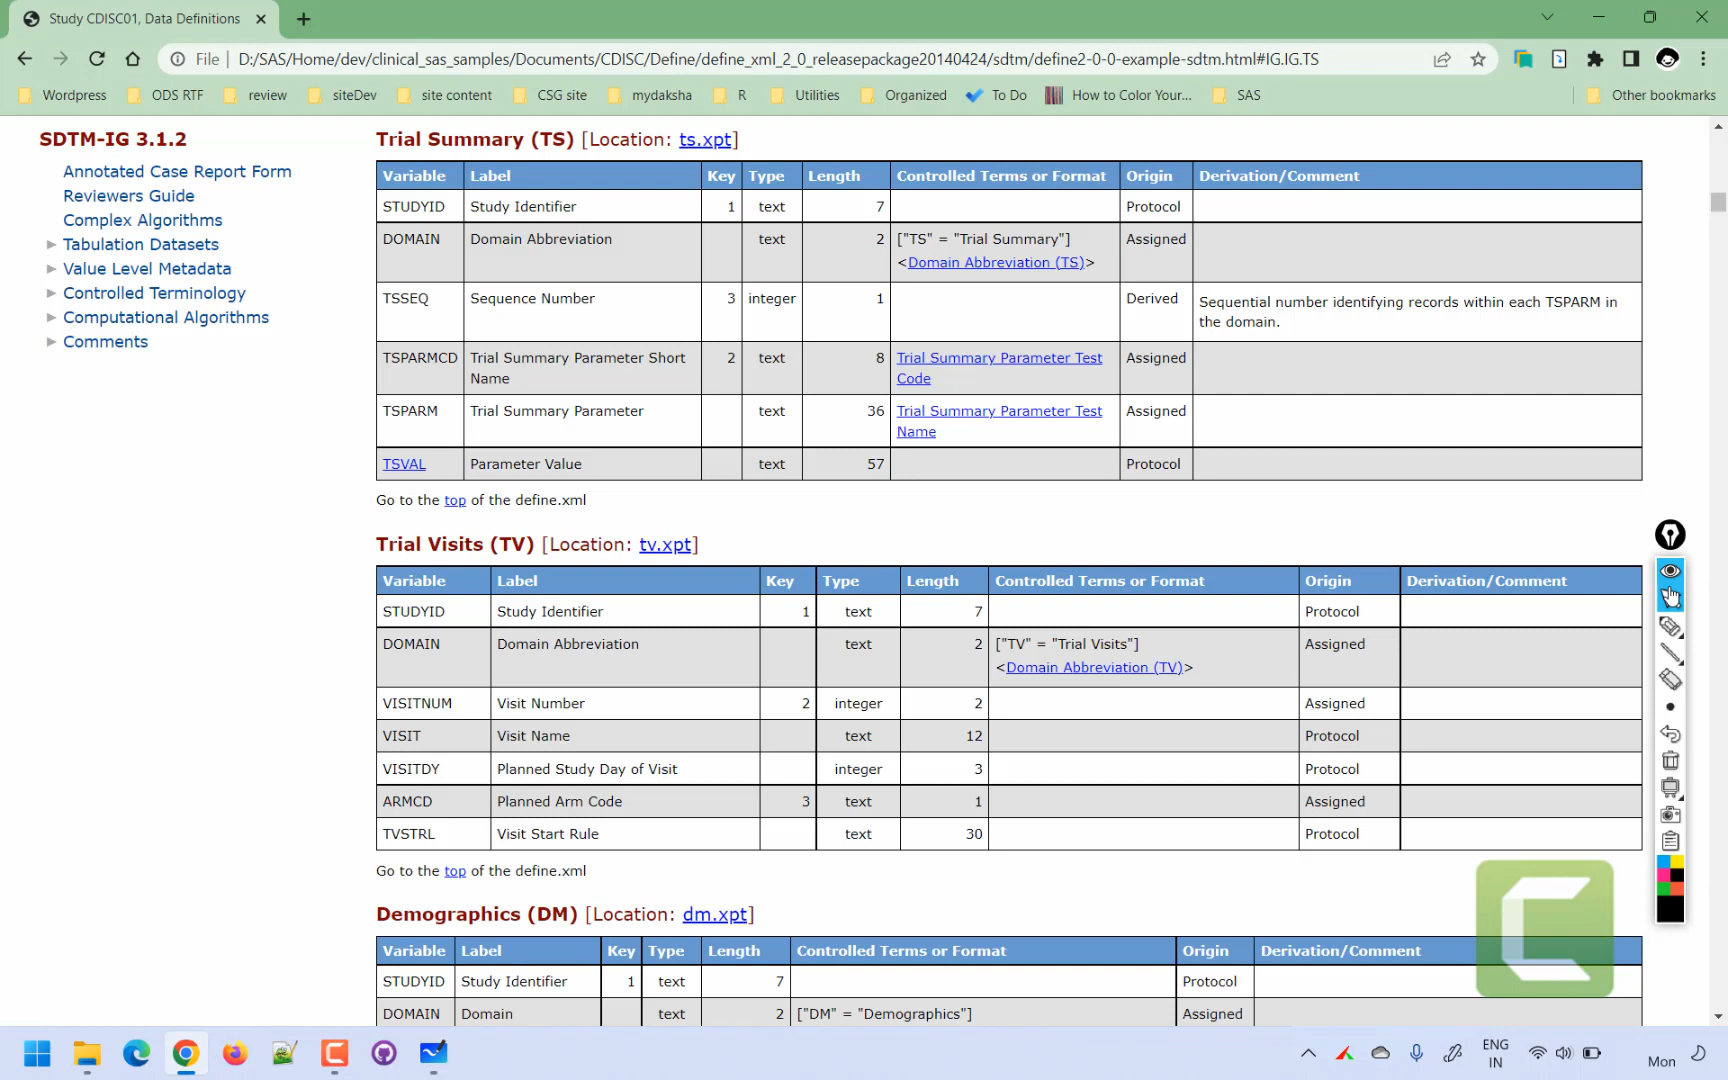 Study CDISC01, Data Definitions
File | D:/SAS/Home/dev/clinical_sas_samples/Documents/CDISC/Define/define_xml_2_0_releasepackage20140424/sdtm/define2-0-0-example-sdtm.html#IG.IG.TS
Wordpress ODS RTF review siteDev site content CSG site mydaksha R Utilities Organized To Do How to Color Your... SAS Other bookmarks
SDTM-IG 3.1.2
Annotated Case Report Form
Reviewers Guide
Complex Algorithms
Tabulation Datasets
Value Level Metadata
Controlled Terminology
Computational Algorithms
Comments
Trial Summary (TS) [Location: ts.xpt]
Variable Label Key Type Length Controlled Terms or Format Origin Derivation/Comment
STUDYID Study Identifier 1 text 7 Protocol
DOMAIN Domain Abbreviation text 2 ["TS" = "Trial Summary"] Assigned
<Domain Abbreviation (TS)>
TSSEQ Sequence Number 3 integer 1 Derived Sequential number identifying records within each TSPARM in
the domain.
TSPARMCD Trial Summary Parameter Short 2 text 8 Trial Summary Parameter Test Assigned
Name Code
TSPARM Trial Summary Parameter text 36 Trial Summary Parameter Test Assigned
Name
TSVAL Parameter Value text 57 Protocol
Go to the top of the define.xml
Trial Visits (TV) [Location: tv.xpt]
Variable Label Key Type Length Controlled Terms or Format Origin Derivation/Comment
STUDYID Study Identifier 1 text 7 Protocol
DOMAIN Domain Abbreviation text 2 ["TV" = "Trial Visits"] Assigned
<Domain Abbreviation (TV)>
VISITNUM Visit Number 2 integer 2 Assigned
VISIT Visit Name text 12 Protocol
VISITDY Planned Study Day of Visit integer 3 Protocol
ARMCD Planned Arm Code 3 text 1 Assigned
TVSTRL Visit Start Rule text 30 Protocol
Go to the top of the define.xml
Demographics (DM) [Location: dm.xpt]
Variable Label Key Type Length Controlled Terms or Format Origin Derivation/Comment
STUDYID Study Identifier 1 text 7 Protocol
DOMAIN Domain text 2 ["DM" = "Demographics"] Assigned
ENG
IN
Mon